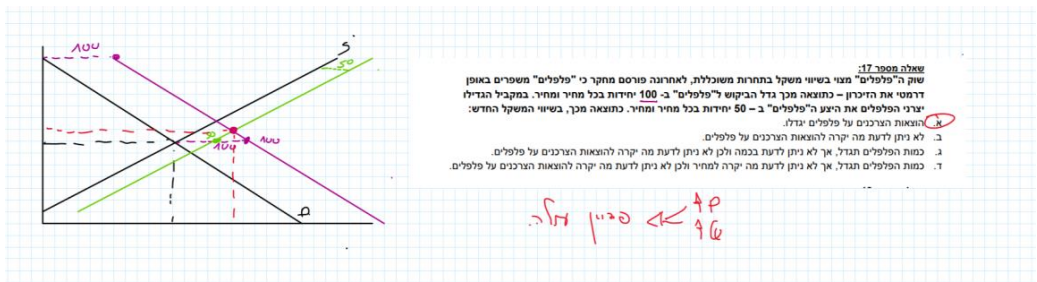 שאלה מספר 17:
שוק ה"פלפלים" מצוי בשיווי משקל בתחרות משוכללת, לאחרונה פורסם מחקר כי "פלפלים" משפרים באופן
דרמטי את הזיכרון – כתוצאה מכך גדל הביקוש ל"פלפלים" ב- 100 יחידות בכל מחיר ומחיר. במקביל הגדילו
יצרני הפלפלים את היצע ה"פלפלים" ב – 50 יחידות בכל מחיר ומחיר. כתוצאה מכך, בשיווי המשקל החדש:
א. הוצאות הצרכנים על פלפלים יגדלו.
ב. לא ניתן לדעת מה יקרה להוצאות הצרכנים על פלפלים.
ג. כמות הפלפלים תגדל, אך לא ניתן לדעת בכמה ולכן לא ניתן לדעת מה יקרה להוצאות הצרכנים על פלפלים.
ד. כמות הפלפלים תגדל, אך לא ניתן לדעת מה יקרה למחיר ולכן לא ניתן לדעת מה יקרה להוצאות הצרכנים על פלפלים.
100
S
50
50
100
100
D
P
Q
פדיון עולה